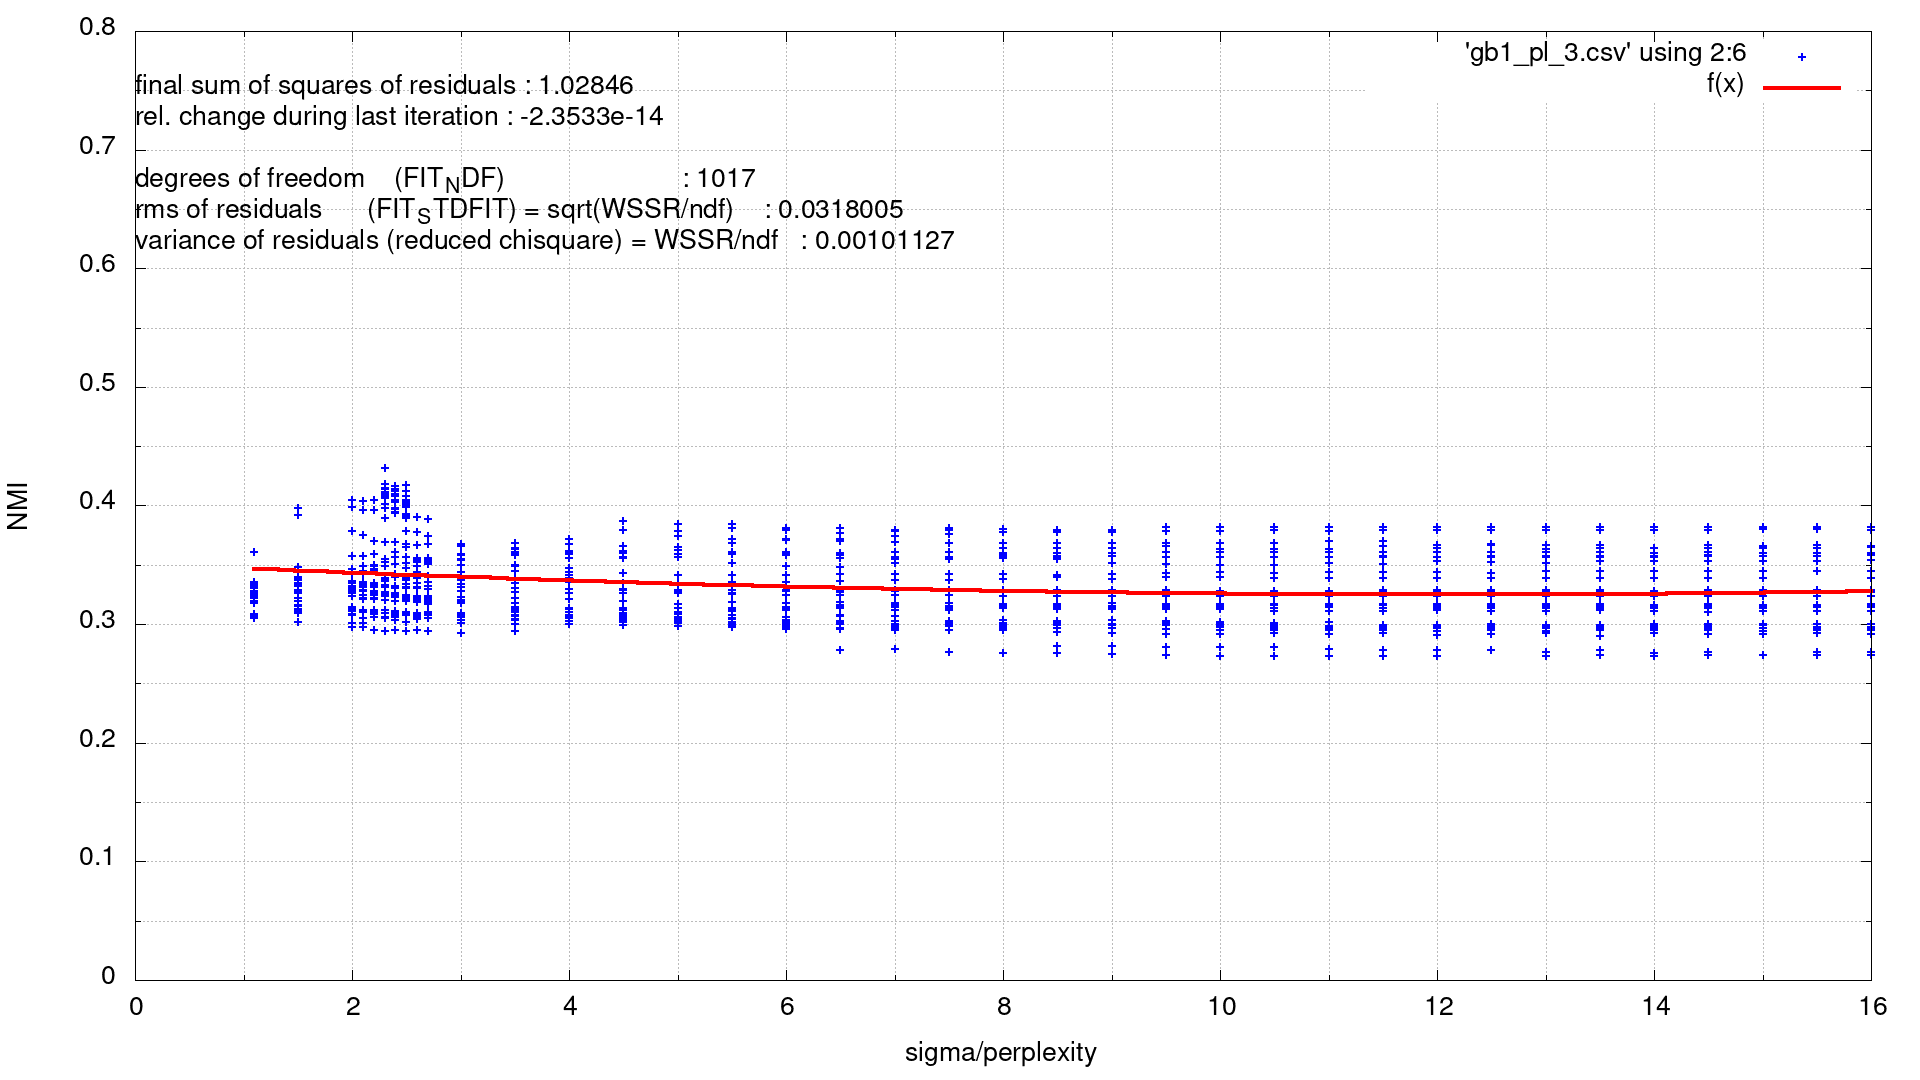 0.8
'gb1_pl_3.csv' using 2:6
f(x)
final sum of squares of residuals : 1.02846
rel. change during last iteration : -2.3533e-14
0.7
degrees of freedom (FIT_NDF) : 1017
rms of residuals (FIT_STDFIT) = sqrt(WSSR/ndf) : 0.0318005
variance of residuals (reduced chisquare) = WSSR/ndf : 0.00101127
0.6
0.5
0.4
NMI
0.3
0.2
0.1
0
0 2 4 6 8 10 12 14 16
sigma/perplexity